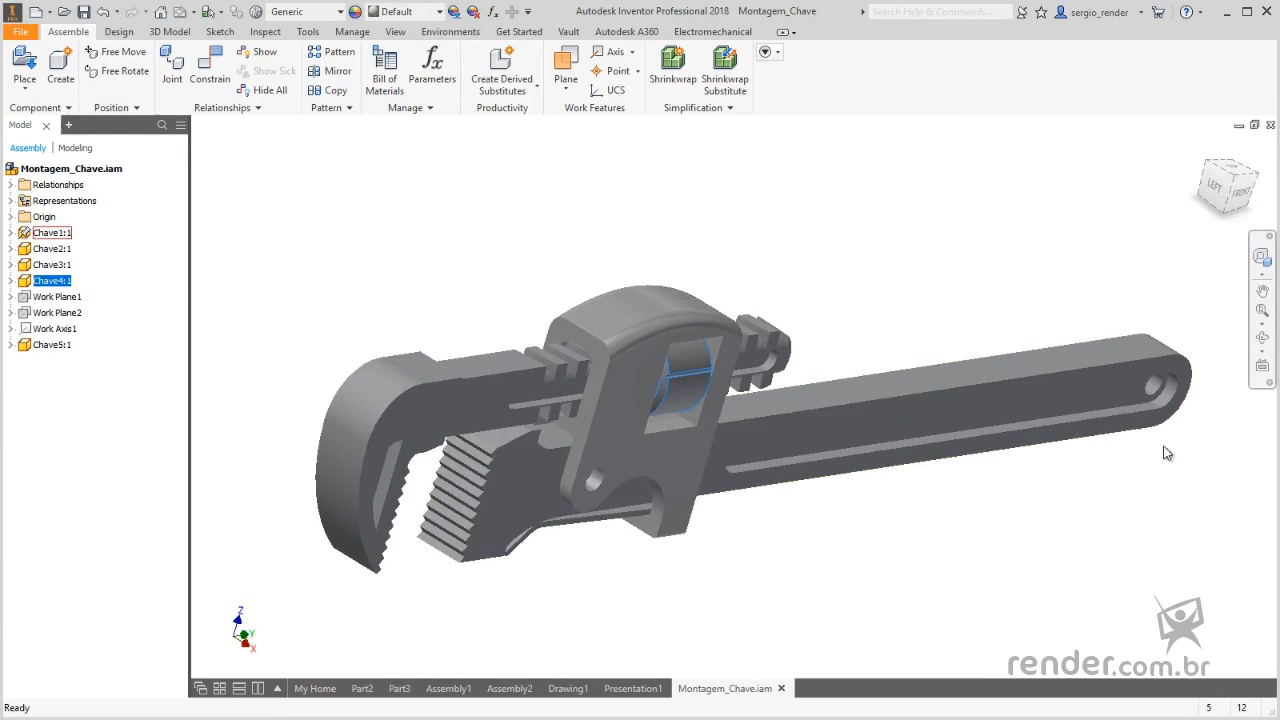 Generic
Default
Autodesk Inventor Professional 2018 Montagem_Chave
Search Help & Commands...
sergio_render
PRO
File Assemble Design 3D Model Sketch Inspect Tools Manage View Environments Get Started Vault Autodesk A360 Electromechanical
Place
Create
Free Move
Free Rotate
Joint
Constrain
Show
Show Sick
Hide All
Pattern
Mirror
Copy
Bill of
Materials
Parameters
Create Derived
Substitutes
Plane
Axis
Point
UCS
Shrinkwrap
Shrinkwrap
Substitute
Component Position Relationships Pattern Manage Productivity Work Features Simplification
Model
Assembly Modeling
Montagem_Chave.iam
Relationships
Representations
Origin
Chave1:1
Chave2:1
Chave3:1
Chave4:1
Work Plane1
Work Plane2
Work Axis1
Chave5:1
LEFT
FRONT
Z
Y
X
render.com.br
My Home Part2 Part3 Assembly1 Assembly2 Drawing1 Presentation1 Montagem_Chave.iam
Ready
5 12